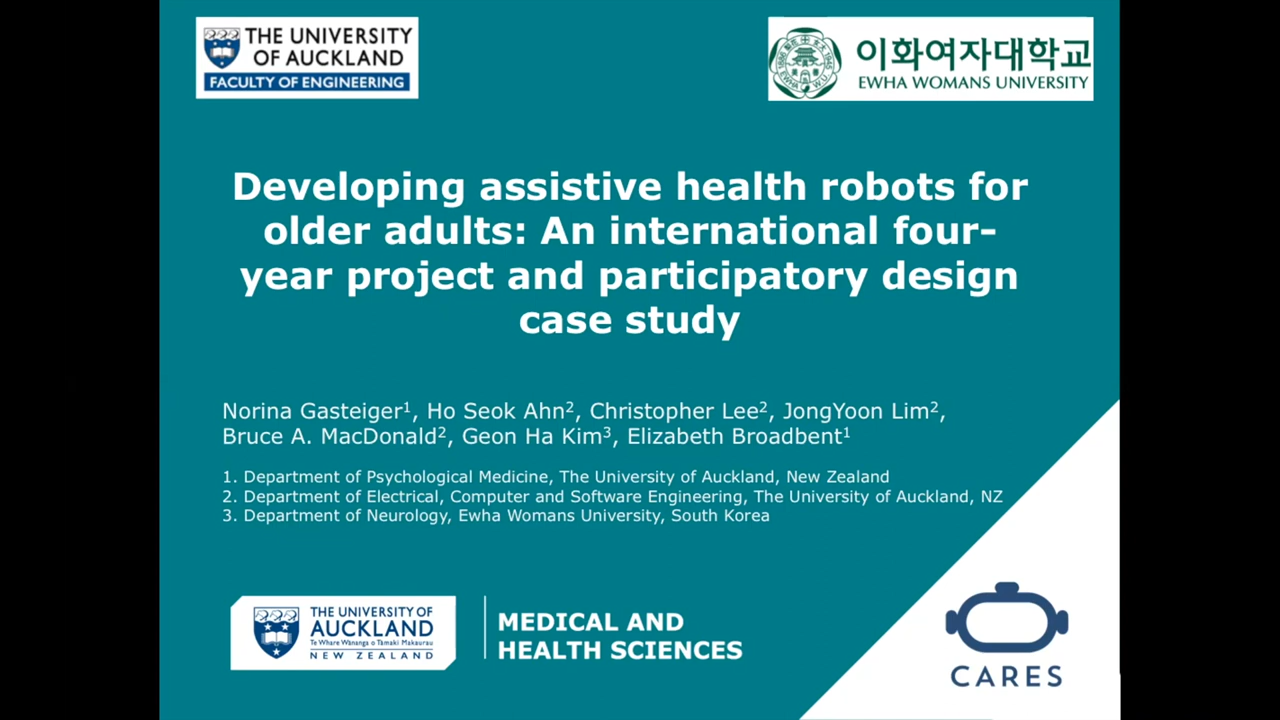 THE UNIVERSITY
OF AUCKLAND
FACULTY OF ENGINEERING
이화여자대학교
EWHA WOMANS UNIVERSITY
Developing assistive health robots for
older adults: An international four-
year project and participatory design
case study
Norina Gasteiger¹, Ho Seok Ahn², Christopher Lee², JongYoon Lim²,
Bruce A. MacDonald², Geon Ha Kim³, Elizabeth Broadbent¹
1. Department of Psychological Medicine, The University of Auckland, New Zealand
2. Department of Electrical, Computer and Software Engineering, The University of Auckland, NZ
3. Department of Neurology, Ewha Womans University, South Korea
THE UNIVERSITY OF
AUCKLAND
Te Whare Wānanga o Tāmaki Makaurau
NEW ZEALAND
MEDICAL AND
HEALTH SCIENCES
CARES